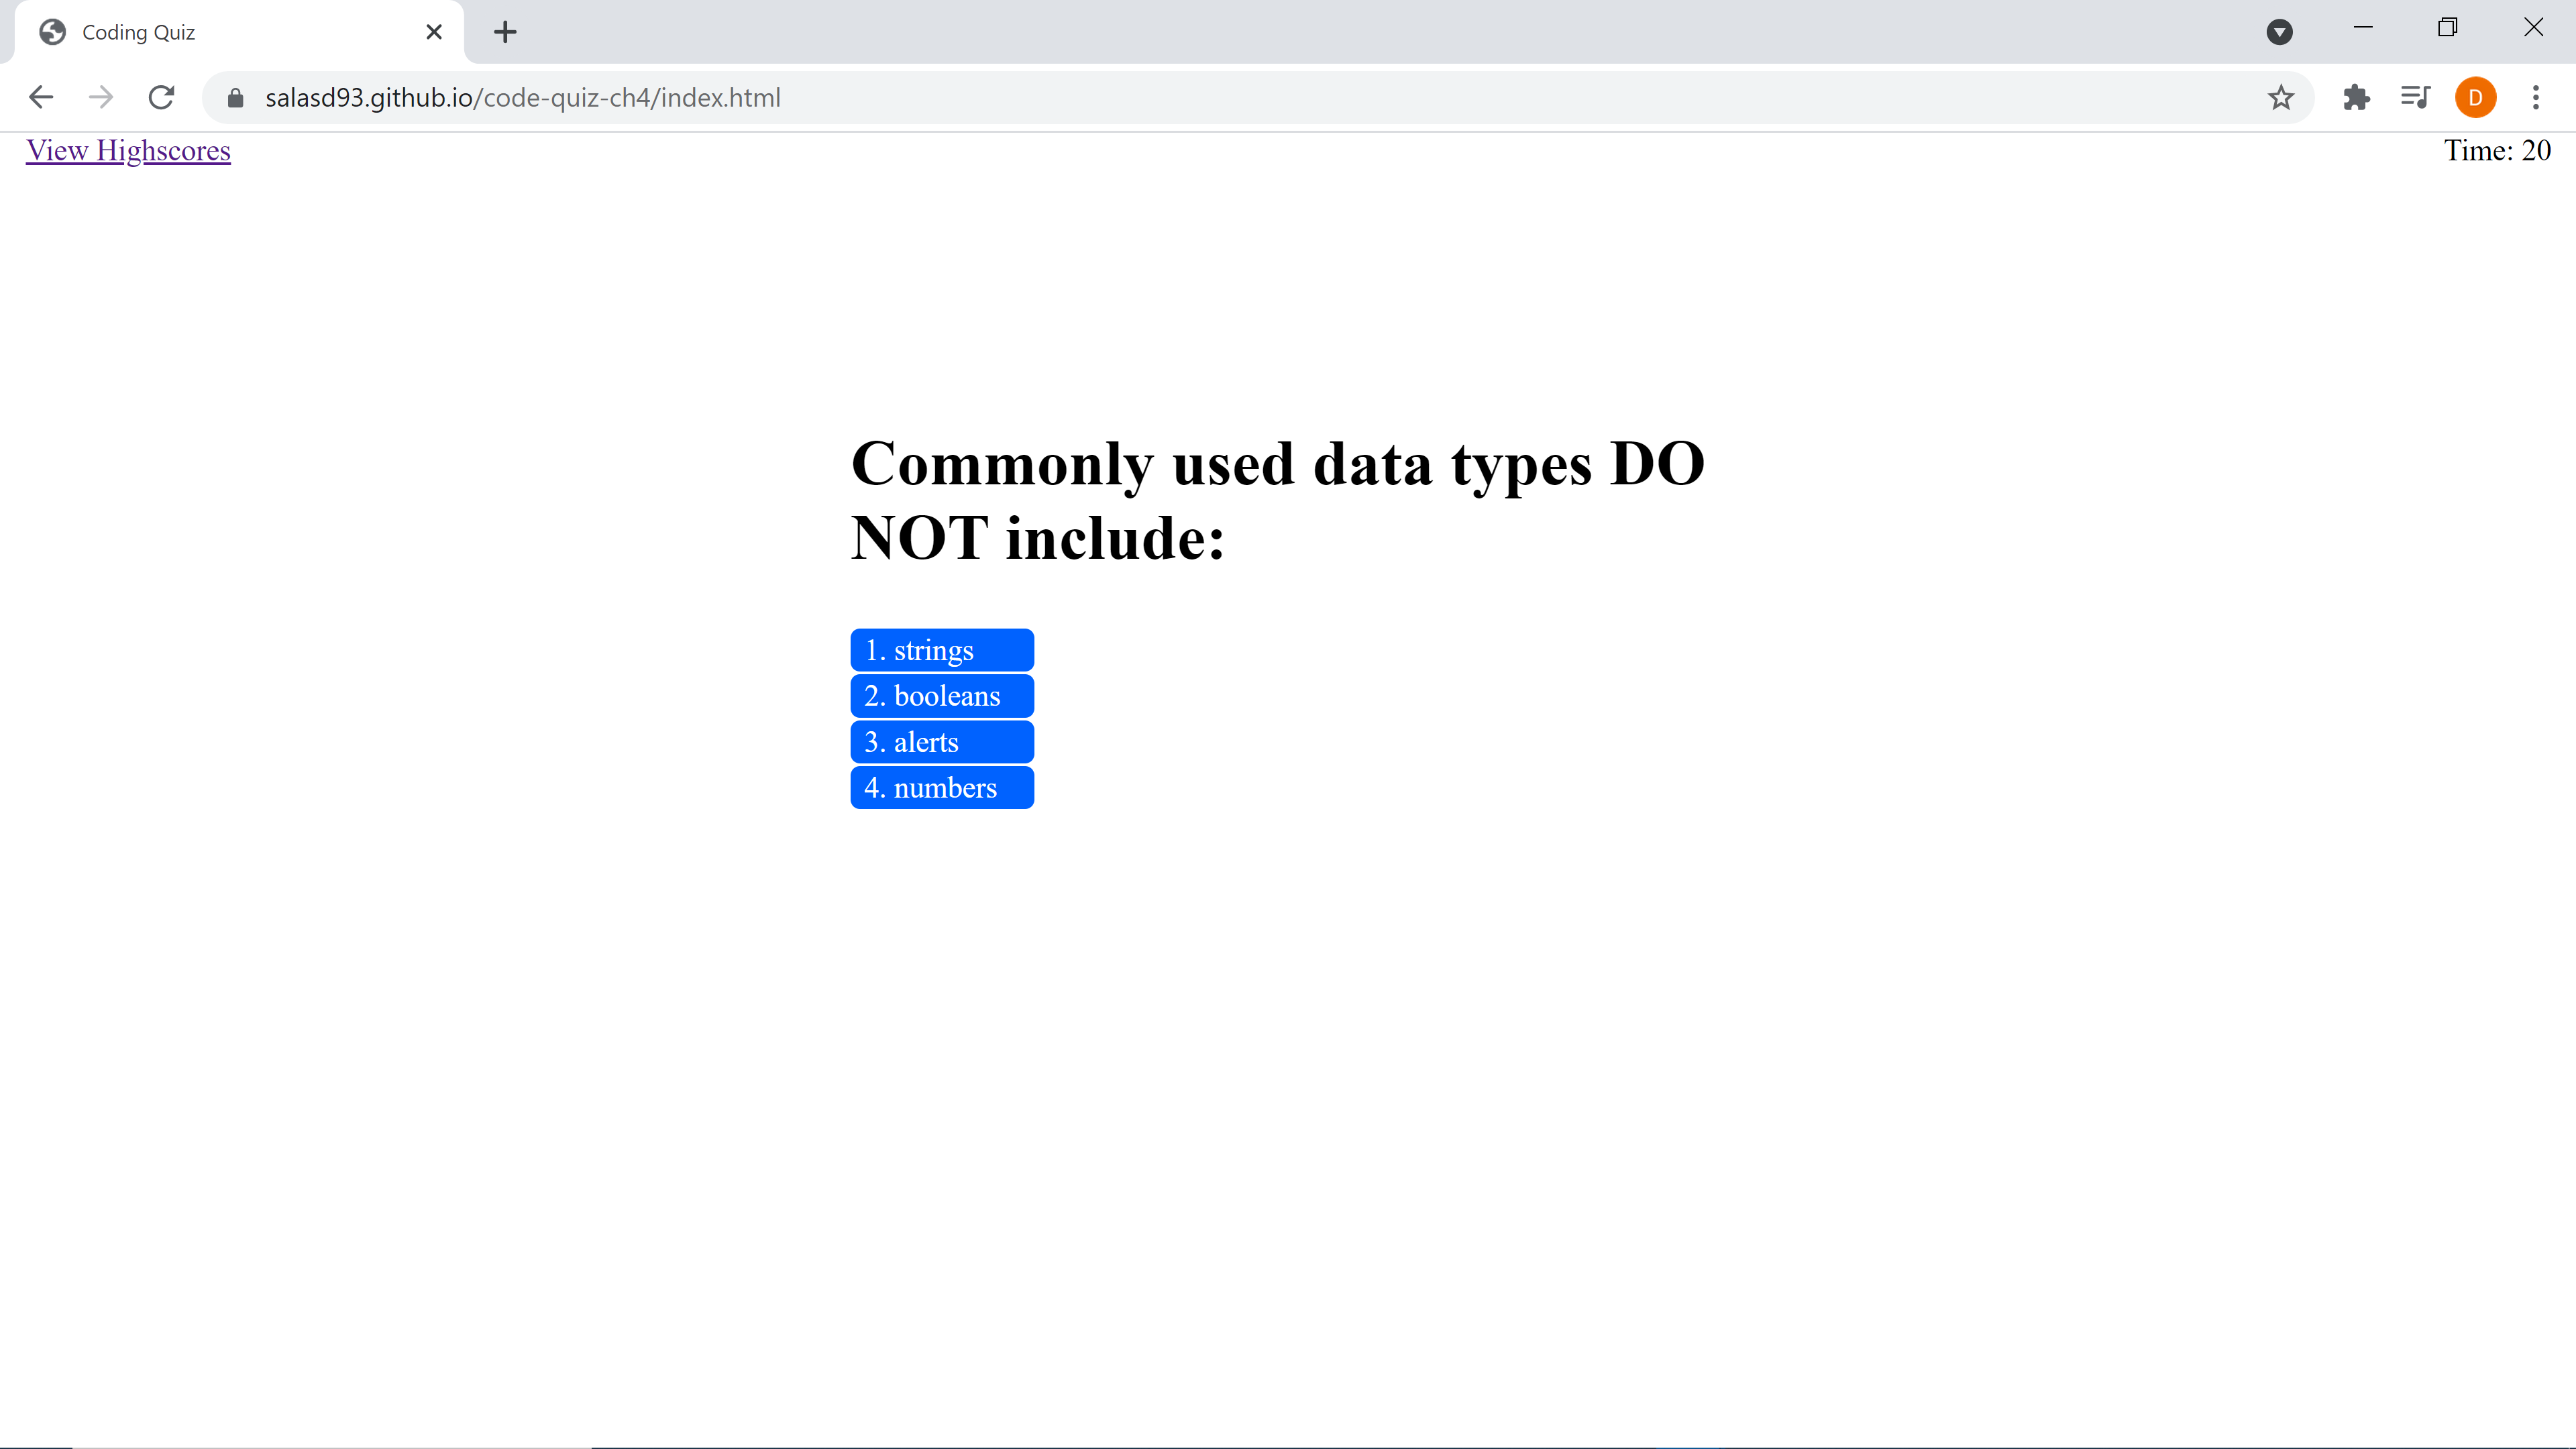 Coding Quiz
salasd93.github.io/code-quiz-ch4/index.html
D
View Highscores
Time: 20
Commonly used data types DO
NOT include:
1. strings
2. booleans
3. alerts
4. numbers